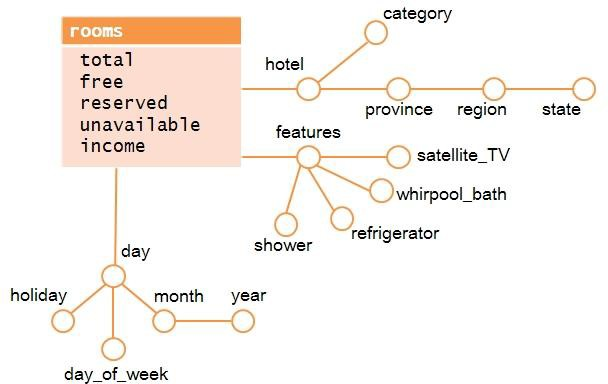 rooms
total
free
reserved
unavailable
income
category
hotel
province
region
state
features
satellite_TV
whirpool_bath
refrigerator
shower
day
holiday
month
year
day_of_week